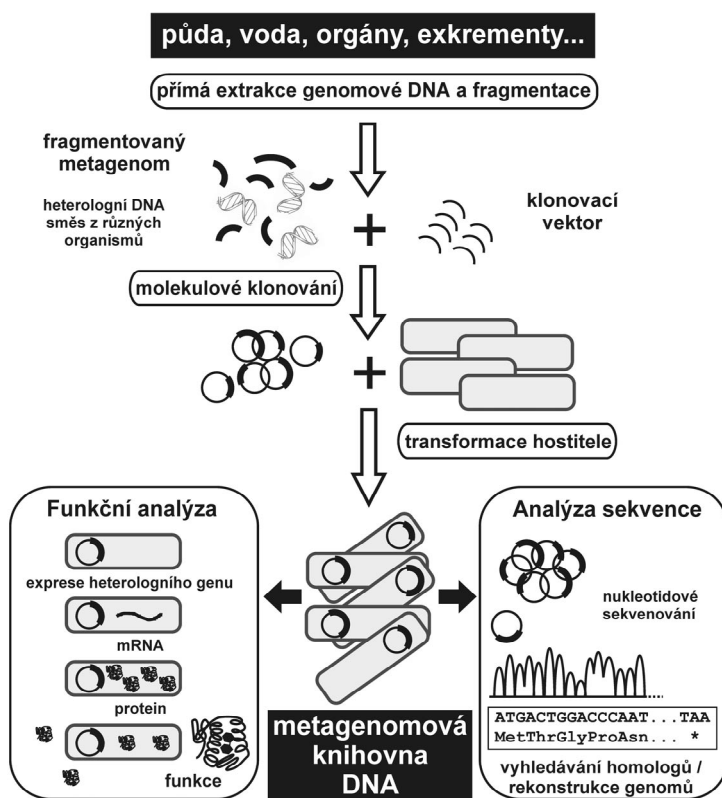 půda, voda, orgány, exkrementy...
přímá extrakce genomové DNA a fragmentace
fragmentovaný
metagenom
heterologní DNA
směs z různých
organismů
+
klonovací
vektor
molekulové klonování
+
transformace hostitele
Funkční analýza
exprese heterologního genu
mRNA
protein
funkce
metagenomová
knihovna
DNA
Analýza sekvence
nukleotidové
sekvenování
ATGACTGGACCCAAT...TAA
MetThrGlyProAsn... *
vyhledávání homologů /
rekonstrukce genomů